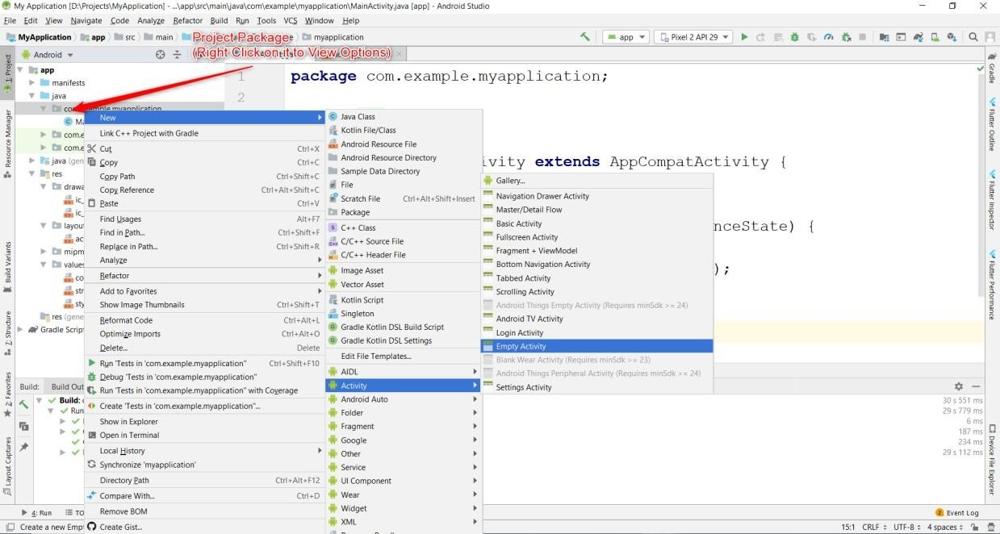 My Application [D:\Projects\MyApplication] - ...\app\src\main\java\com\example\myapplication\MainActivity.java [app] - Android Studio
File Edit View Navigate Code Analyze Refactor Build Run Tools VCS Window Help
MyApplication app src main myapplication app Pixel 2 API 29
Project Package
(Right Click on it to View Options)
Android
1: Project
Resource Manager
Build Variants
7: Structure
2: Favorites
Layout Captures
app
manifests
java
com.example.myapplication
Ma
com.e
com.e
java (gen
res
drawa
ic_
ic_
layou
ac
mipm
values
co
str
sty
res (gene
Gradle Script
1 package com.example.myapplication;
2
ivity extends AppCompatActivity {
nceState) {
);
New
Link C++ Project with Gradle
Cut Ctrl+X
Copy Ctrl+C
Copy Path Ctrl+Shift+C
Copy Reference Ctrl+Alt+Shift+C
Paste Ctrl+V
Find Usages Alt+F7
Find in Path... Ctrl+Shift+F
Replace in Path... Ctrl+Shift+R
Analyze
Refactor
Add to Favorites
Show Image Thumbnails Ctrl+Shift+T
Reformat Code Ctrl+Alt+L
Optimize Imports Ctrl+Alt+O
Delete... Delete
Run 'Tests in 'com.example.myapplication'' Ctrl+Shift+F10
Debug 'Tests in 'com.example.myapplication''
Run 'Tests in 'com.example.myapplication'' with Coverage
Create 'Tests in 'com.example.myapplication''...
Show in Explorer
Open in Terminal
Local History
Synchronize 'myapplication'
Directory Path Ctrl+Alt+F12
Compare With... Ctrl+D
Remove BOM
Create Gist...
Java Class
Kotlin File/Class
Android Resource File
Android Resource Directory
Sample Data Directory
File
Scratch File Ctrl+Alt+Shift+Insert
Package
C++ Class
C/C++ Source File
C/C++ Header File
Image Asset
Vector Asset
Kotlin Script
Singleton
Gradle Kotlin DSL Build Script
Gradle Kotlin DSL Settings
Edit File Templates...
AIDL
Activity
Android Auto
Folder
Fragment
Google
Other
Service
UI Component
Wear
Widget
XML
Gallery...
Navigation Drawer Activity
Master/Detail Flow
Basic Activity
Fullscreen Activity
Fragment + ViewModel
Bottom Navigation Activity
Tabbed Activity
Scrolling Activity
Android Things Empty Activity (Requires minSdk >= 24)
Android TV Activity
Login Activity
Empty Activity
Blank Wear Activity (Requires minSdk >= 23)
Android Things Peripheral Activity (Requires minSdk >= 24)
Settings Activity
Gradle
Flutter Outline
Flutter Inspector
Flutter Performance
Device File Explorer
Build: Build Out
Build: c
Run
30 s 551 ms
29 s 779 ms
6 ms
187 ms
234 ms
29 s 112 ms
4: Run TO
Event Log
Create a new Empt
15:1 CRLF UTF-8 4 spaces